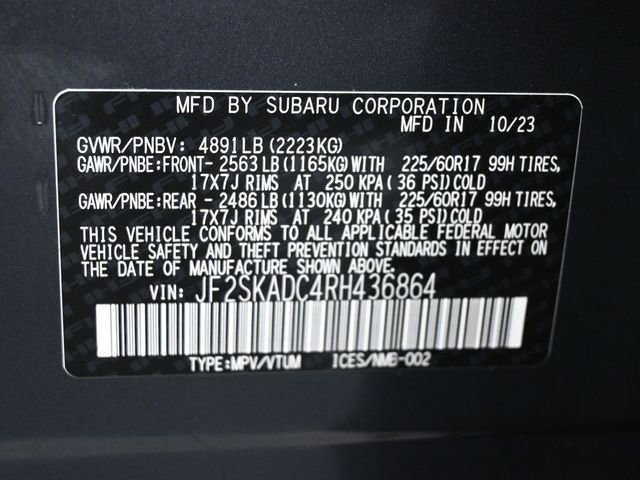 MFD BY SUBARU CORPORATION
MFD IN 10/23
GVWR/PNBV: 4891LB(2223KG)
GAWR/PNBE:FRONT- 2563LB(1165KG)WITH 225/60R17 99H TIRES,
17X7J RIMS AT 250 KPA(36 PSI)COLD
GAWR/PNBE:REAR - 2486LB(1130KG)WITH 225/60R17 99H TIRES,
17X7J RIMS AT 240 KPA(35 PSI)COLD
THIS VEHICLE CONFORMS TO ALL APPLICABLE FEDERAL MOTOR
VEHICLE SAFETY AND THEFT PREVENTION STANDARDS IN EFFECT
ON THE DATE OF MANUFACTURE SHOWN ABOVE.
VIN: JF2SKADC4RH436864
TYPE:MPV/VTUM ICES/NMB-002